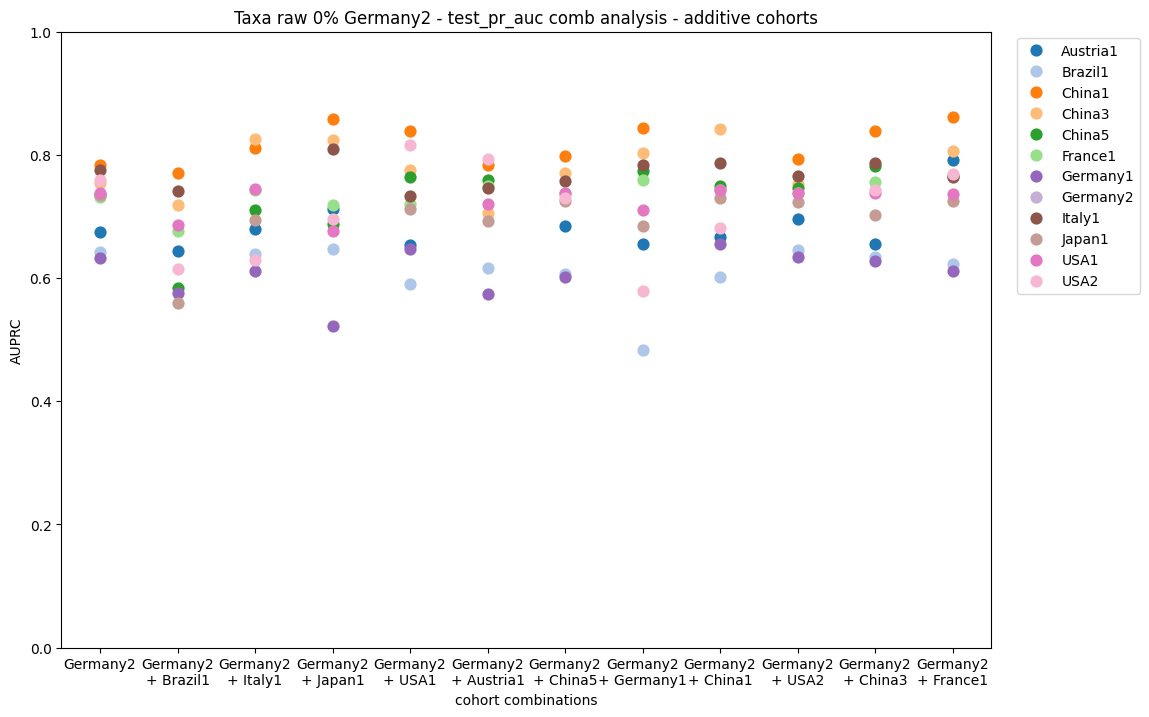 Taxa raw 0% Germany2 - test_pr_auc comb analysis - additive cohorts
1.0
0.8
0.6
0.4
0.2
0.0
AUPRC
Germany2
Germany2
+ Brazil1
Germany2
+ Italy1
Germany2
+ Japan1
Germany2
+ USA1
Germany2
+ Austria1
Germany2
+ China5
Germany2
+ Germany1
Germany2
+ China1
Germany2
+ USA2
Germany2
+ China3
Germany2
+ France1
cohort combinations
Austria1
Brazil1
China1
China3
China5
France1
Germany1
Germany2
Italy1
Japan1
USA1
USA2